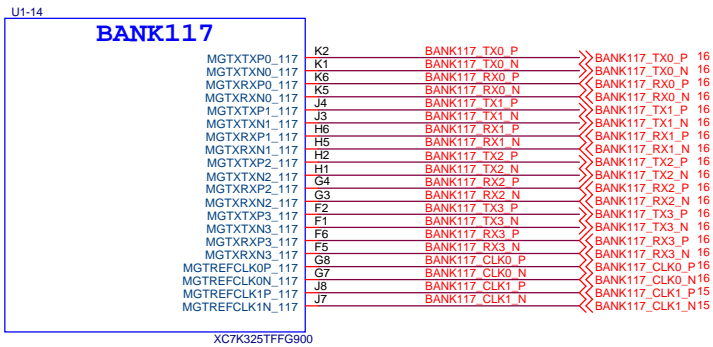 U1-14
BANK117
MGTXTXP0_117 K2 BANK117_TX0_P BANK117_TX0_P 16
MGTXTXN0_117 K1 BANK117_TX0_N BANK117_TX0_N 16
MGTXRXP0_117 K6 BANK117_RX0_P BANK117_RX0_P 16
MGTXRXN0_117 K5 BANK117_RX0_N BANK117_RX0_N 16
MGTXTXP1_117 J4 BANK117_TX1_P BANK117_TX1_P 16
MGTXTXN1_117 J3 BANK117_TX1_N BANK117_TX1_N 16
MGTXRXP1_117 H6 BANK117_RX1_P BANK117_RX1_P 16
MGTXRXN1_117 H5 BANK117_RX1_N BANK117_RX1_N 16
MGTXTXP2_117 H2 BANK117_TX2_P BANK117_TX2_P 16
MGTXTXN2_117 H1 BANK117_TX2_N BANK117_TX2_N 16
MGTXRXP2_117 G4 BANK117_RX2_P BANK117_RX2_P 16
MGTXRXN2_117 G3 BANK117_RX2_N BANK117_RX2_N 16
MGTXTXP3_117 F2 BANK117_TX3_P BANK117_TX3_P 16
MGTXTXN3_117 F1 BANK117_TX3_N BANK117_TX3_N 16
MGTXRXP3_117 F6 BANK117_RX3_P BANK117_RX3_P 16
MGTXRXN3_117 F5 BANK117_RX3_N BANK117_RX3_N 16
MGTREFCLK0P_117 G8 BANK117_CLK0_P BANK117_CLK0_P 16
MGTREFCLK0N_117 G7 BANK117_CLK0_N BANK117_CLK0_N 16
MGTREFCLK1P_117 J8 BANK117_CLK1_P BANK117_CLK1_P 15
MGTREFCLK1N_117 J7 BANK117_CLK1_N BANK117_CLK1_N 15
XC7K325TFFG900